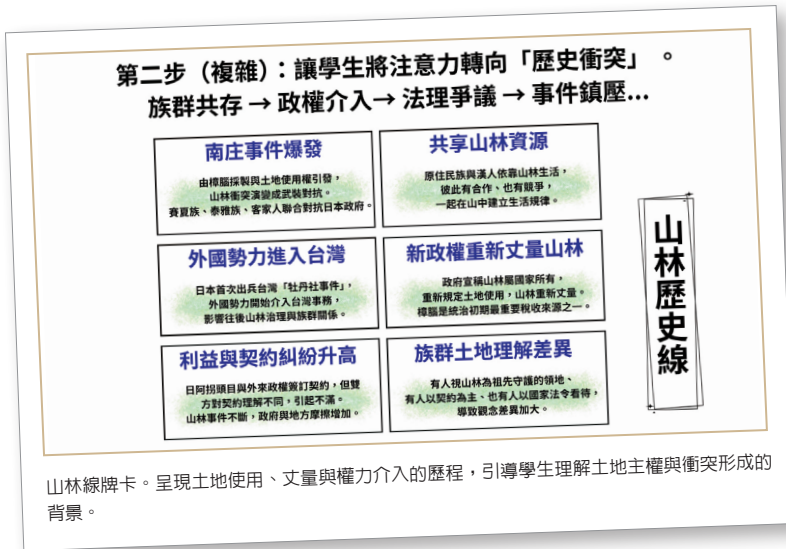 第二步（複雜）：讓學生將注意力轉向「歷史衝突」 。
族群共存 → 政權介入→ 法理爭議 → 事件鎮壓...
南庄事件爆發
由樟腦採製與土地使用權引發，
山林衝突演變成武裝對抗。
賽夏族、泰雅族、客家人聯合對抗日本政府。
共享山林資源
原住民族與漢人依靠山林生活，
彼此有合作、也有競爭，
一起在山中建立生活規律。
外國勢力進入台灣
日本首次出兵台灣「牡丹社事件」，
外國勢力開始介入台灣事務，
影響往後山林治理與族群關係。
新政權重新丈量山林
政府宣稱山林屬國家所有，
重新規定土地使用，山林重新丈量。
樟腦是統治初期最重要稅收來源之一。
利益與契約糾紛升高
日阿拐頭目與外來政權簽訂契約，但雙
方對契約理解不同，引起不滿。
山林事件不斷，政府與地方摩擦增加。
族群土地理解差異
有人視山林為祖先守護的領地、
有人以契約為主、也有人以國家法令看待，
導致觀念差異加大。
山林歷史線
山林線牌卡。呈現土地使用、丈量與權力介入的歷程，引導學生理解土地主權與衝突形成的
背景。